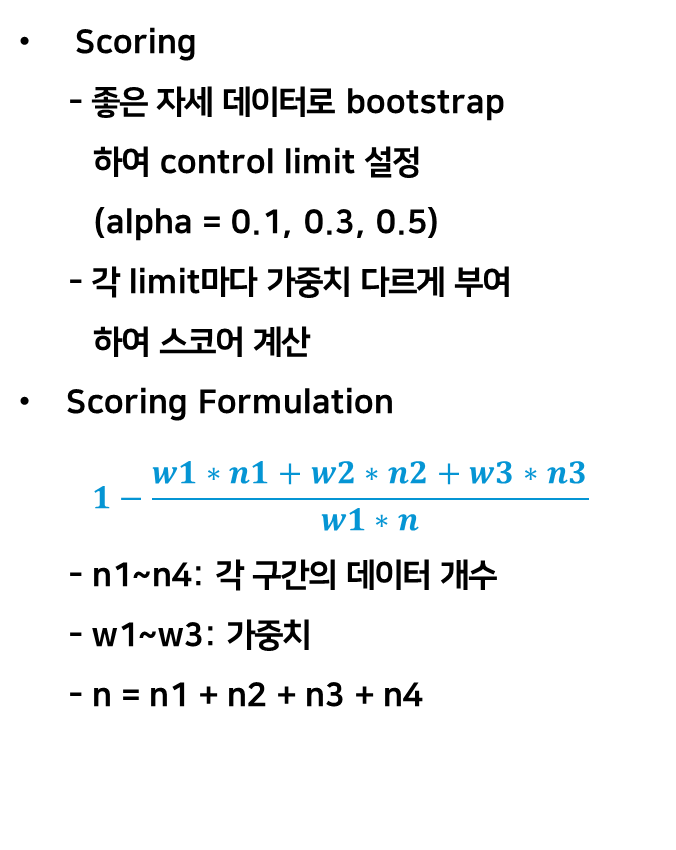 • Scoring
- 좋은 자세 데이터로 bootstrap
하여 control limit 설정
(alpha = 0.1, 0.3, 0.5)
- 각 limit마다 가중치 다르게 부여
하여 스코어 계산
• Scoring Formulation
1 − (w1 ∗ n1 + w2 ∗ n2 + w3 ∗ n3) / (w1 ∗ n)
- n1~n4: 각 구간의 데이터 개수
- w1~w3: 가중치
- n = n1 + n2 + n3 + n4